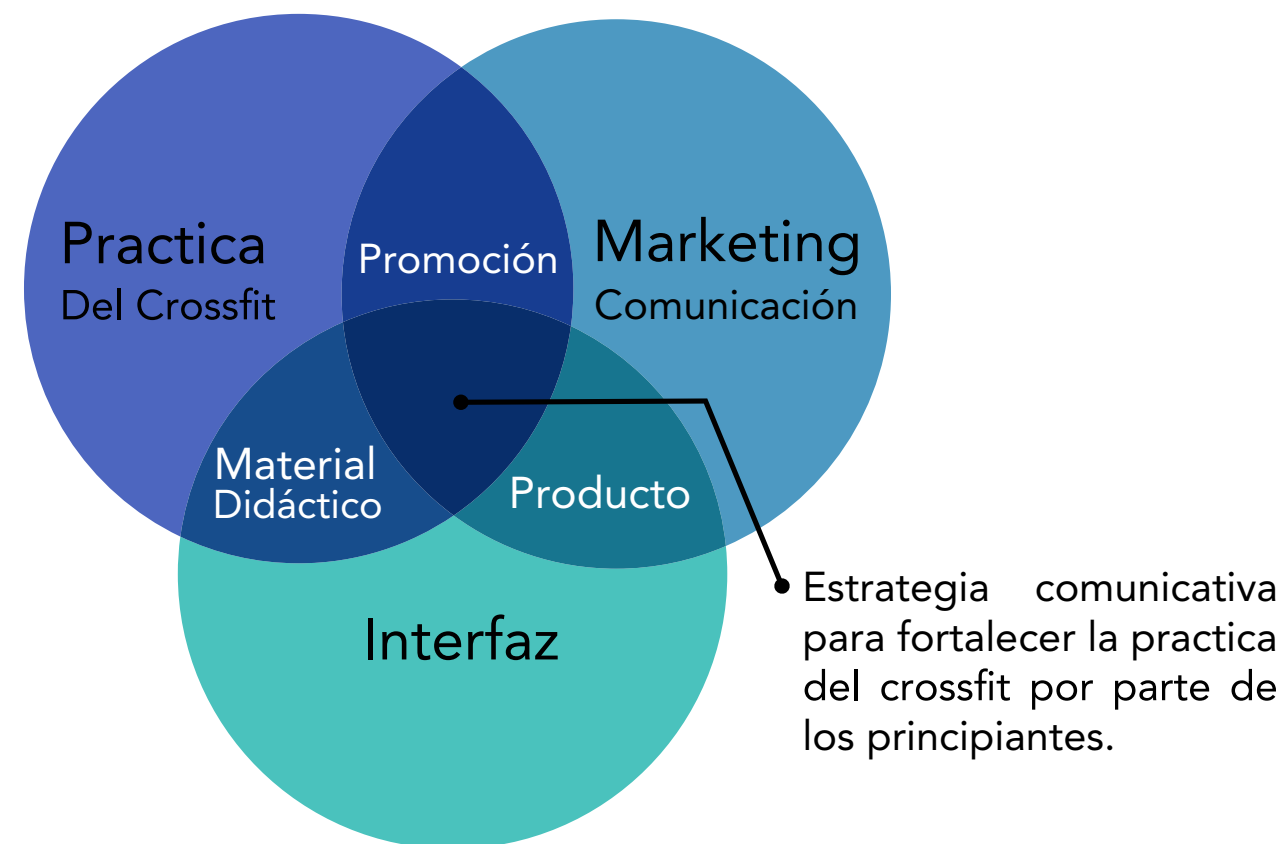 Practica
Del Crossfit
Promoción
Marketing
Comunicación
Material
Didáctico
Producto
Interfaz
Estrategia comunicativa
para fortalecer la practica
del crossfit por parte de
los principiantes.